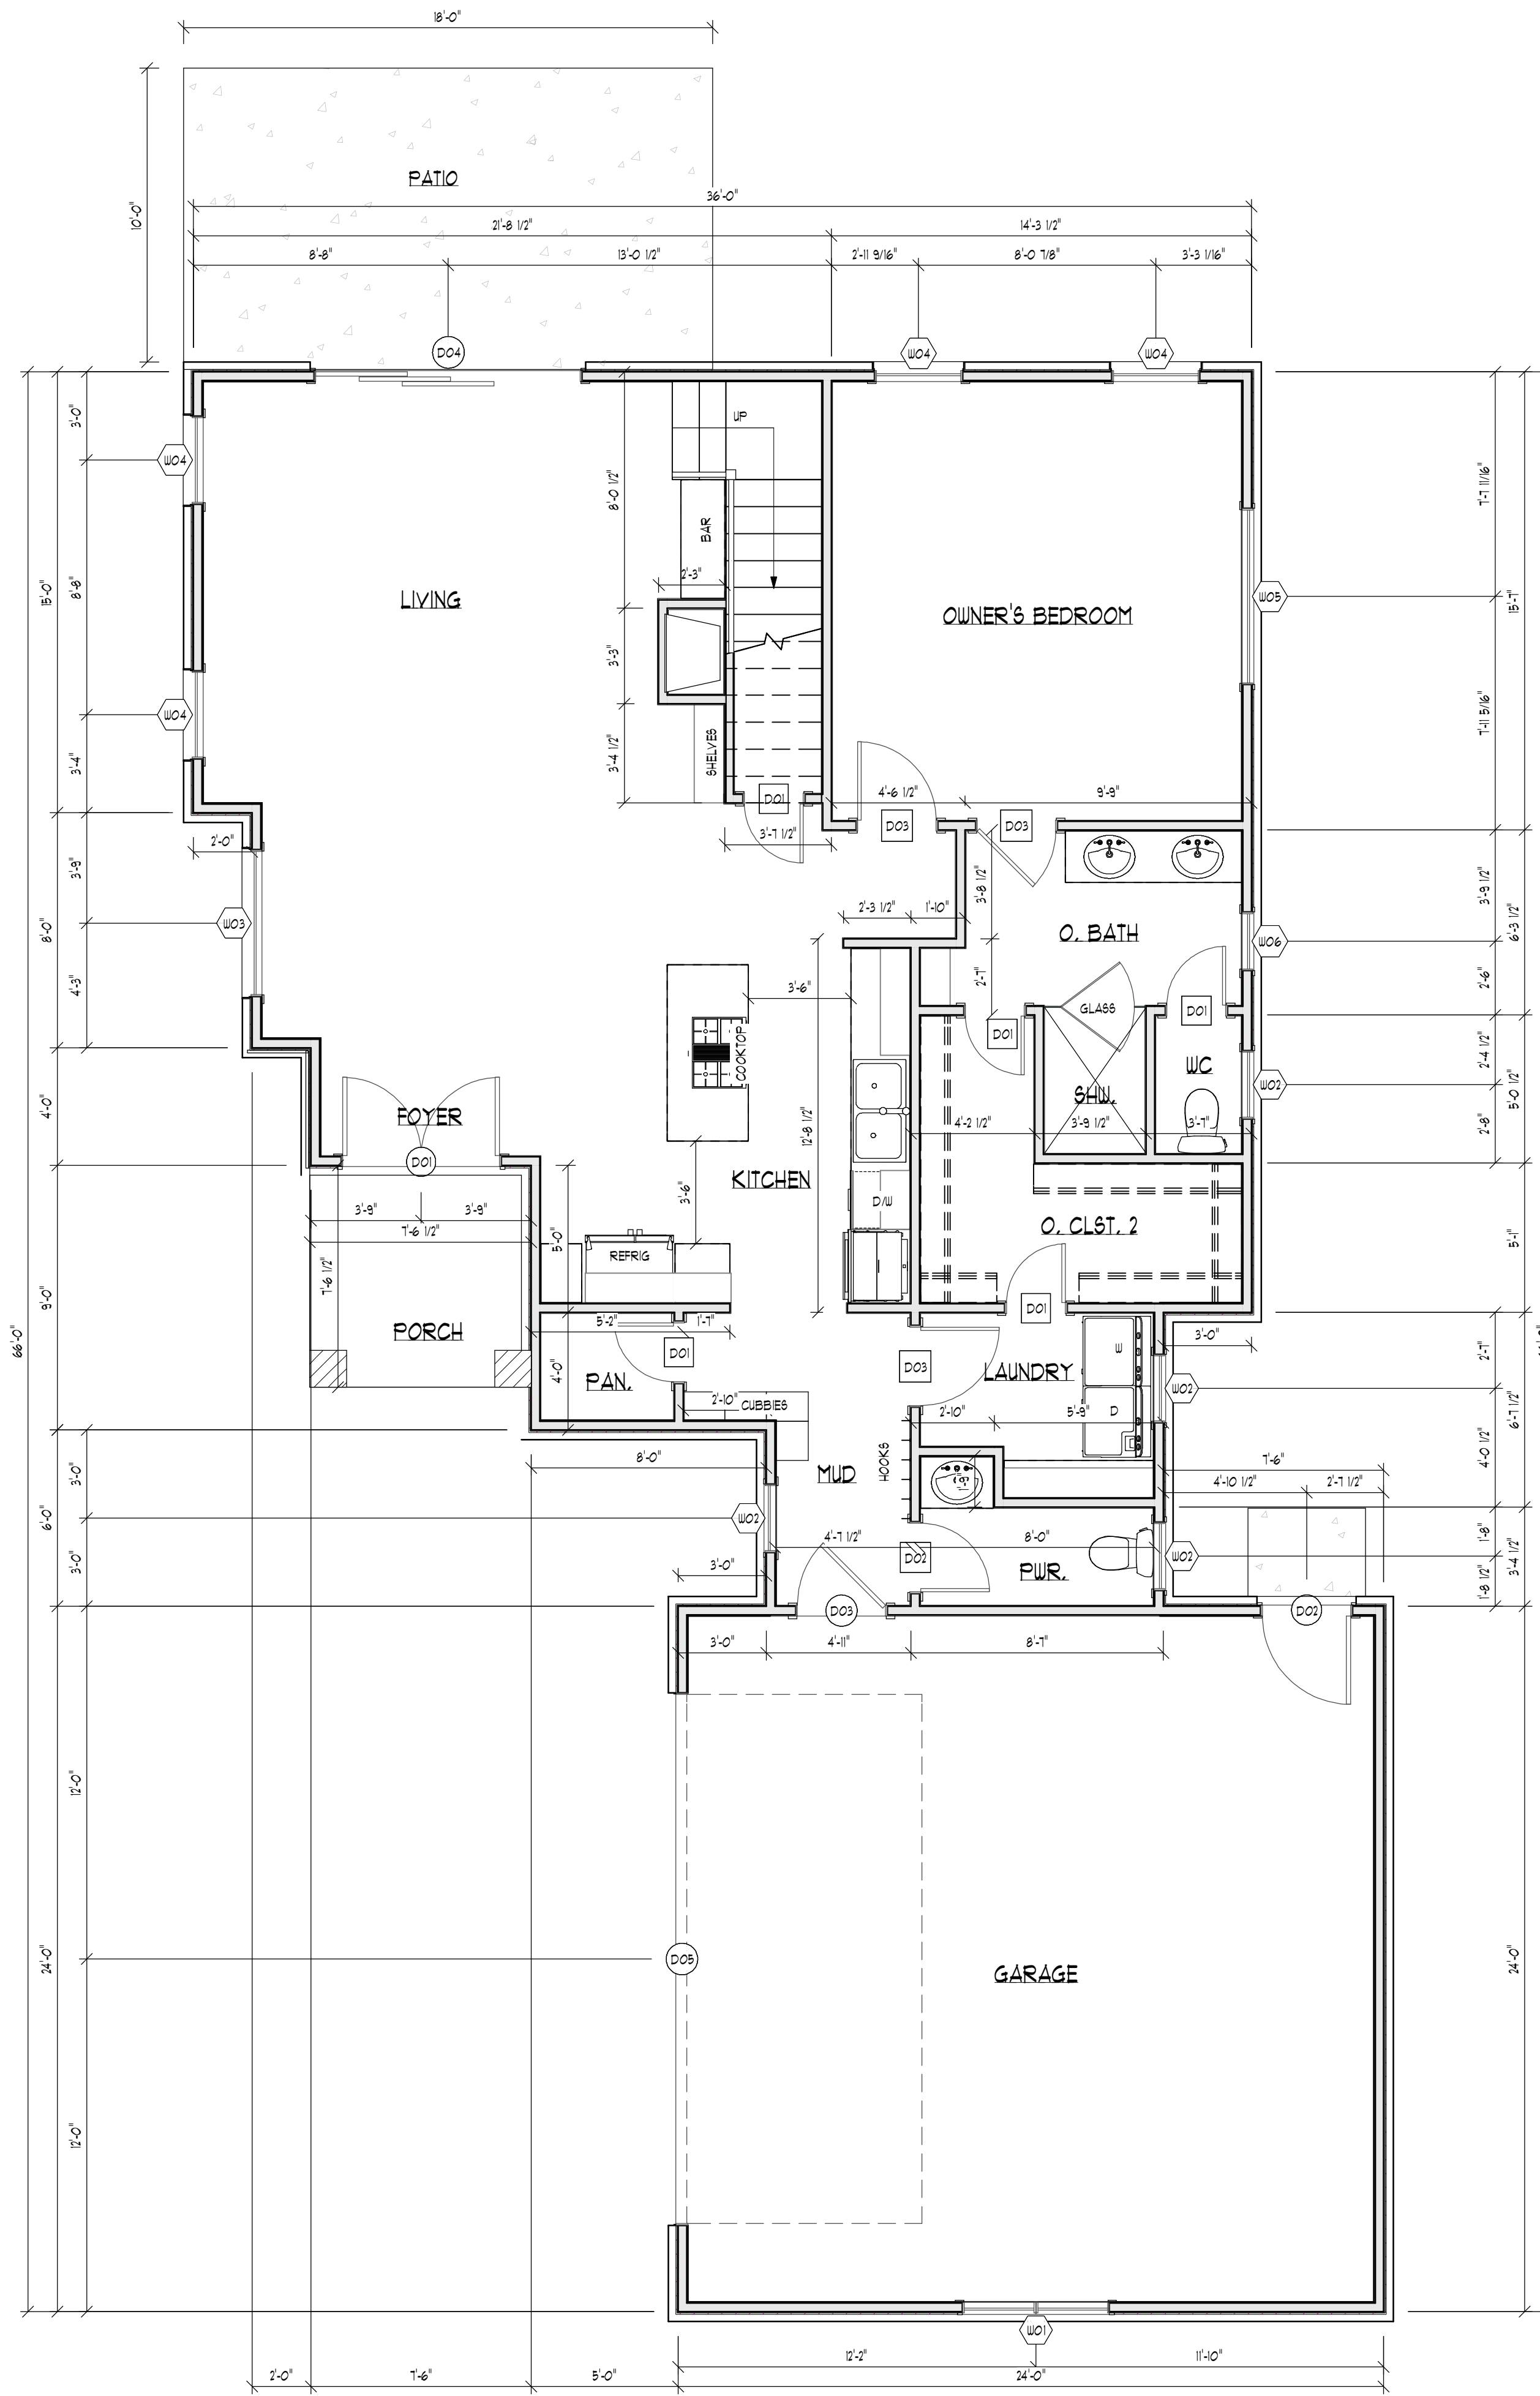 18'-0"
10'-0"
PATIO
36'-0"
21'-8 1/2"
14'-3 1/2"
8'-8"
13'-0 1/2"
2'-11 9/16"
8'-0 7/8"
3'-3 1/16"
D04
W04
W04
3'-0"
UP
W04
8'-0 1/2"
7'-7 11/16"
BAR
2'-3"
15'-0"
8'-8"
LIVING
OWNER'S BEDROOM
W05
15'-7"
3'-3"
W04
7'-11 5/16"
3'-4"
3'-4 1/2"
SHELVES
D01
4'-6 1/2"
9'-9"
D03
D03
3'-7 1/2"
2'-0"
3'-9"
3'-8 1/2"
3'-9 1/2"
2'-3 1/2"
1'-10"
W03
8'-0"
O. BATH
W06
6'-3 1/2"
4'-3"
2'-7"
2'-6"
3'-6"
GLASS
D01
D01
COOKTOP
2'-4 1/2"
WC
W02
SHW.
5'-0 1/2"
4'-0"
FOYER
12'-8 1/2"
4'-2 1/2"
3'-9 1/2"
3'-7"
2'-8"
D01
KITCHEN
3'-6"
D/W
3'-9"
3'-9"
7'-6 1/2"
O. CLST. 2
5'-0"
5'-1"
REFRIG
7'-6 1/2"
9'-0"
D01
PORCH
5'-2"
1'-7"
66'-0"
3'-0"
D01
D03
W
2'-7"
LAUNDRY
4'-0"
PAN.
W02
2'-10"
CUBBIES
2'-10"
D
5'-9"
6'-7 1/2"
8'-0"
3'-0"
MUD
HOOKS
1'-9"
4'-0 1/2"
7'-6"
4'-10 1/2"
2'-7 1/2"
6'-0"
W02
4'-7 1/2"
8'-0"
1'-8"
D02
W02
3'-4 1/2"
3'-0"
3'-0"
PWR.
1'-8 1/2"
D03
D02
3'-0"
4'-11"
8'-7"
12'-0"
24'-0"
D05
GARAGE
24'-0"
12'-0"
W01
12'-2"
11'-10"
2'-0"
7'-6"
5'-0"
24'-0"